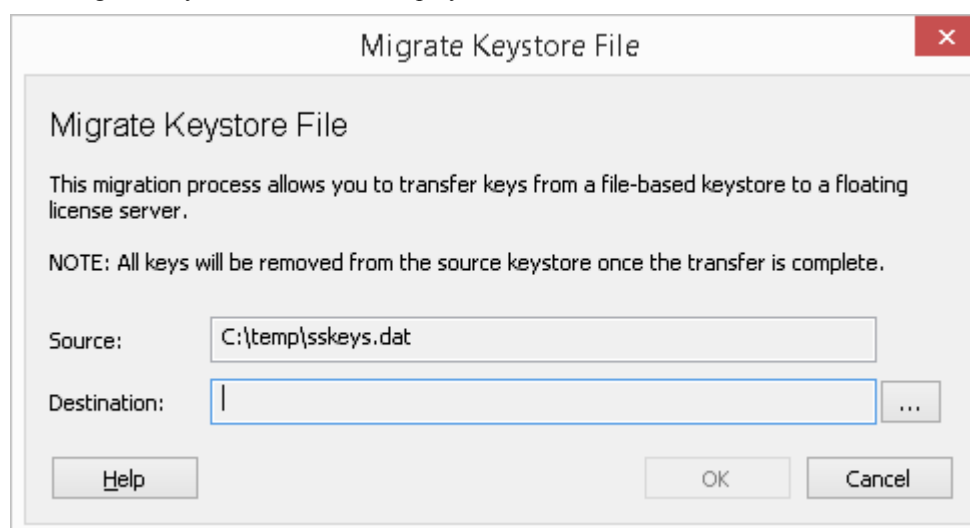 Migrate Keystore File
Migrate Keystore File
This migration process allows you to transfer keys from a file-based keystore to a floating
license server.
NOTE: All keys will be removed from the source keystore once the transfer is complete.
Source: C:\temp\sskeys.dat
Destination: ...
Help OK Cancel